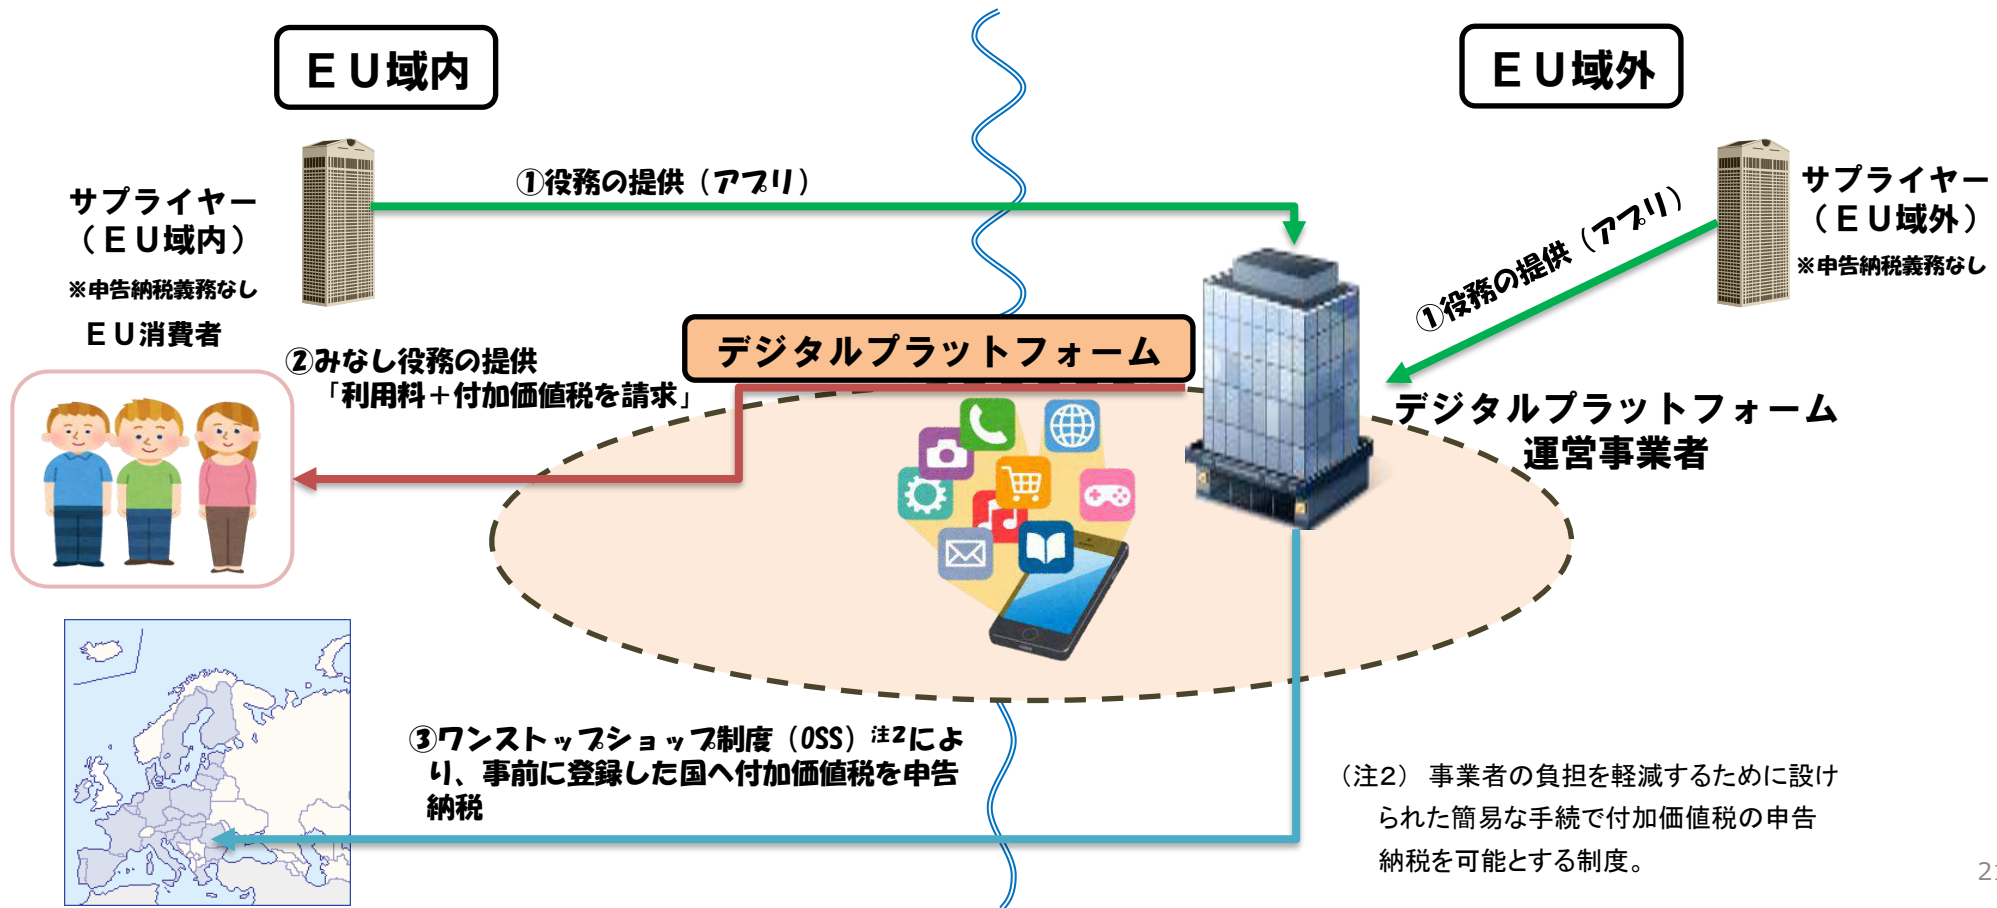 ＥＵ域内
ＥＵ域外
①役務の提供（アプリ）
サプライヤー
（ＥＵ域内）
※申告納税義務なし
サプライヤー
（ＥＵ域外）
※申告納税義務なし
①役務の提供（アプリ）
ＥＵ消費者
②みなし役務の提供
「利用料＋付加価値税を請求」
デジタルプラットフォーム
デジタルプラットフォーム
運営事業者
③ワンストップショップ制度（OSS）注2によ
り、事前に登録した国へ付加価値税を申告
納税
（注2） 事業者の負担を軽減するために設け
られた簡易な手続で付加価値税の申告
納税を可能とする制度。